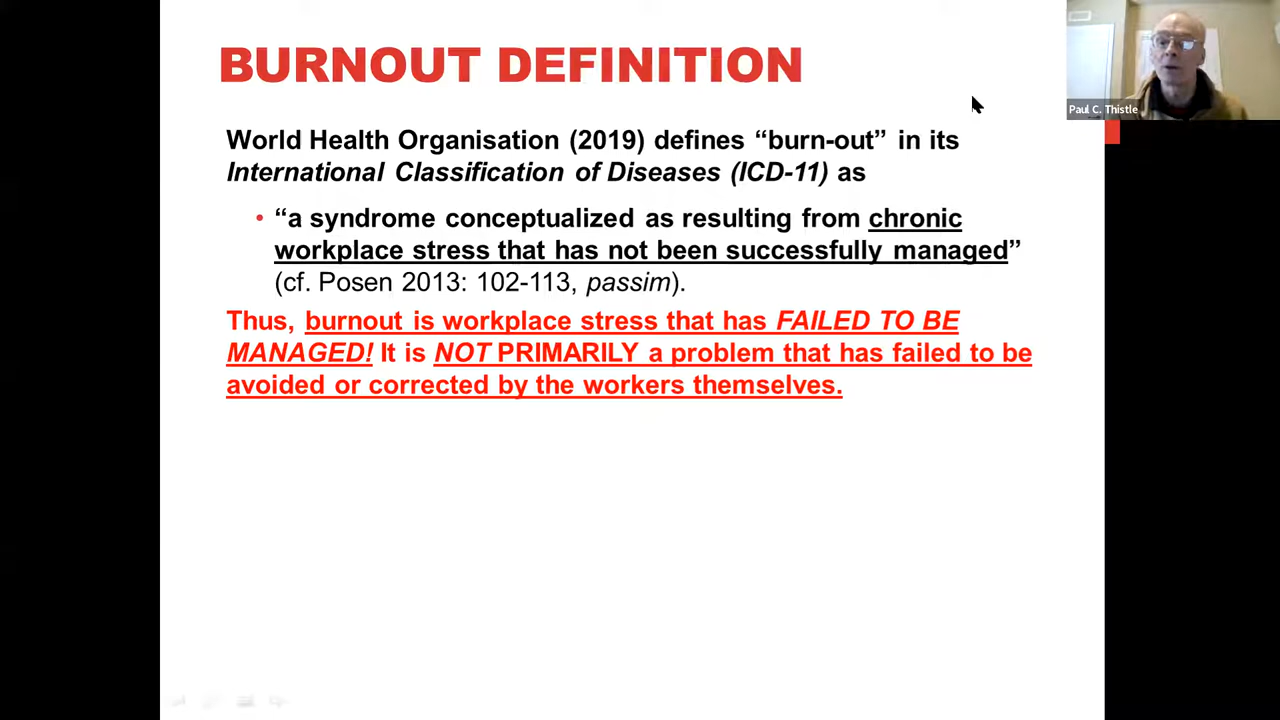 BURNOUT DEFINITION
World Health Organisation (2019) defines “burn-out” in its
International Classification of Diseases (ICD-11) as
• “a syndrome conceptualized as resulting from chronic
workplace stress that has not been successfully managed”
(cf. Posen 2013: 102-113, passim).
Thus, burnout is workplace stress that has FAILED TO BE
MANAGED! It is NOT PRIMARILY a problem that has failed to be
avoided or corrected by the workers themselves.
Paul C. Thistle